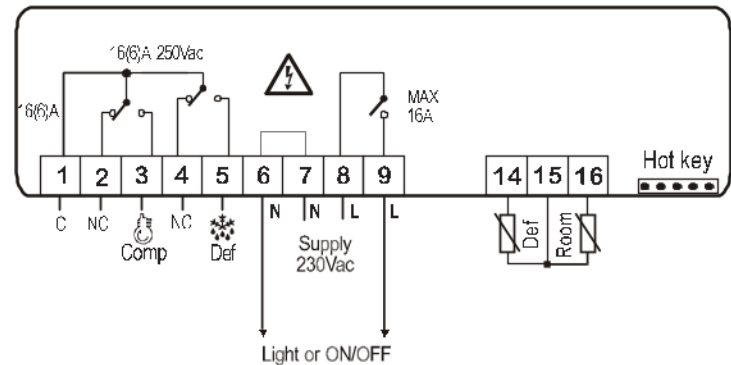 16(6)A 250Vac
16(6)A
MAX
16A
Hot key
1 2 3 4 5 6 7 8 9 14 15 16
C NC NC N N L L
Comp Def
Supply
230Vac
Def Room
Light or ON/OFF